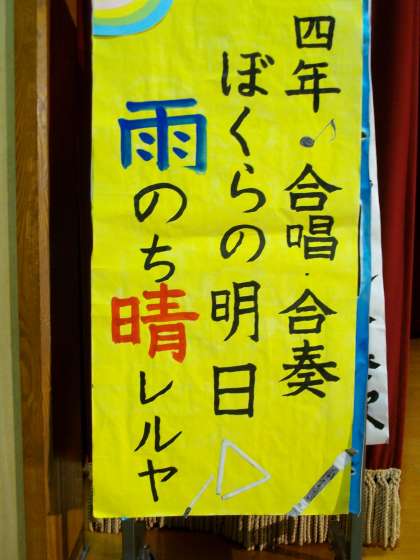 四年♪合唱・合奏
ぼくらの明日
雨のち晴レルヤ